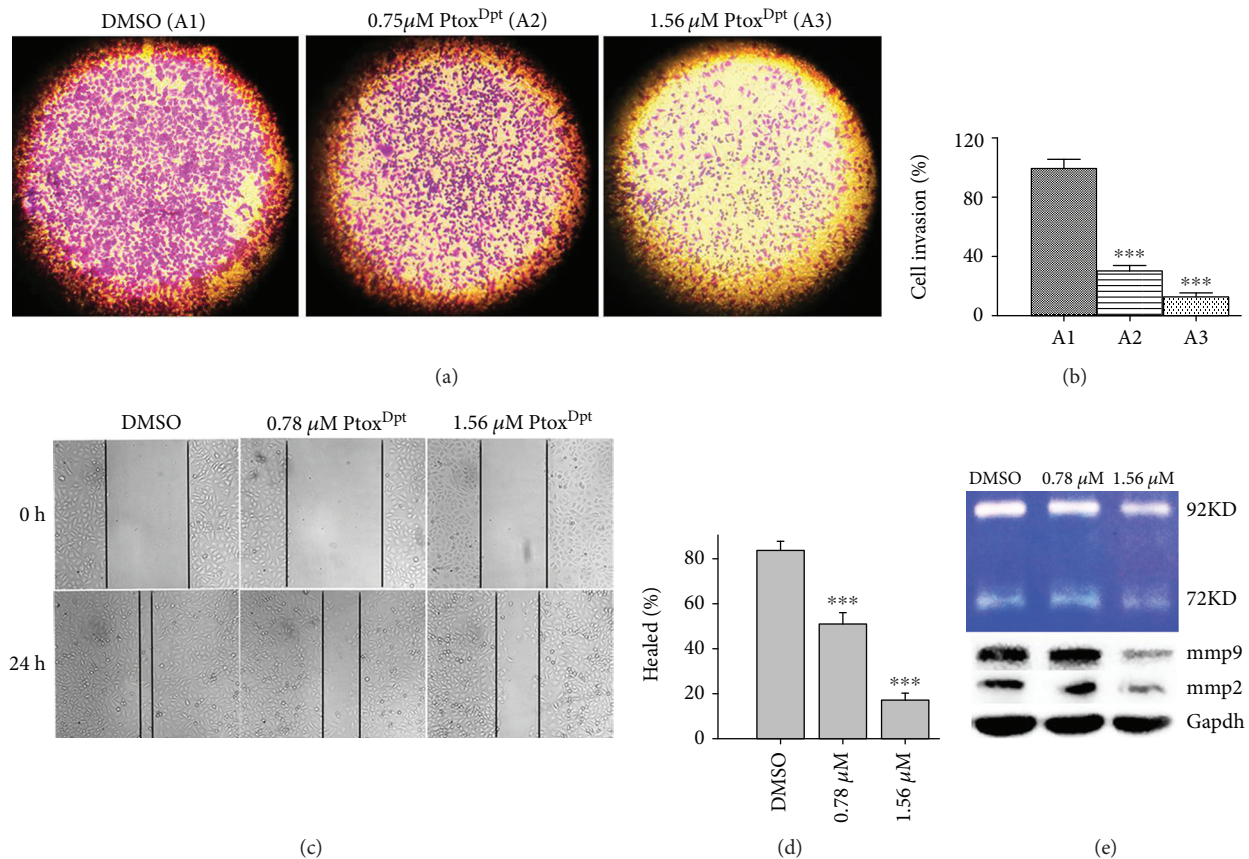 DMSO (A1)
0.75μM Ptox^Dpt (A2)
1.56 μM Ptox^Dpt (A3)
(a)
Cell invasion (%)
120
80
40
0
***
***
A1
A2
A3
(b)
DMSO
0.78 μM Ptox^Dpt
1.56 μM Ptox^Dpt
0 h
24 h
(c)
Healed (%)
80
60
40
20
0
***
***
DMSO
0.78 μM
1.56 μM
(d)
DMSO
0.78 μM
1.56 μM
92KD
72KD
mmp9
mmp2
Gapdh
(e)